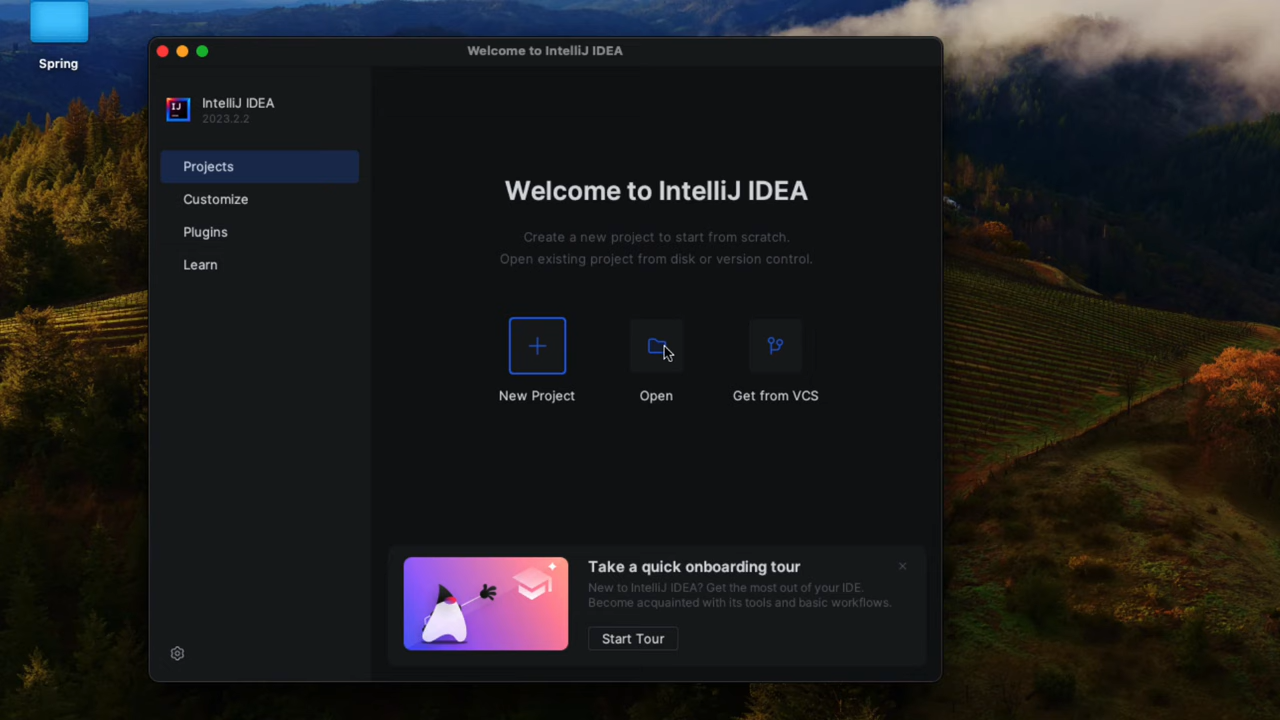 Spring
Welcome to IntelliJ IDEA
IJ
IntelliJ IDEA
2023.2.2
Projects
Customize
Plugins
Learn
Welcome to IntelliJ IDEA
Create a new project to start from scratch.
Open existing project from disk or version control.
New Project
Open
Get from VCS
Take a quick onboarding tour
New to IntelliJ IDEA? Get the most out of your IDE.
Become acquainted with its tools and basic workflows.
Start Tour